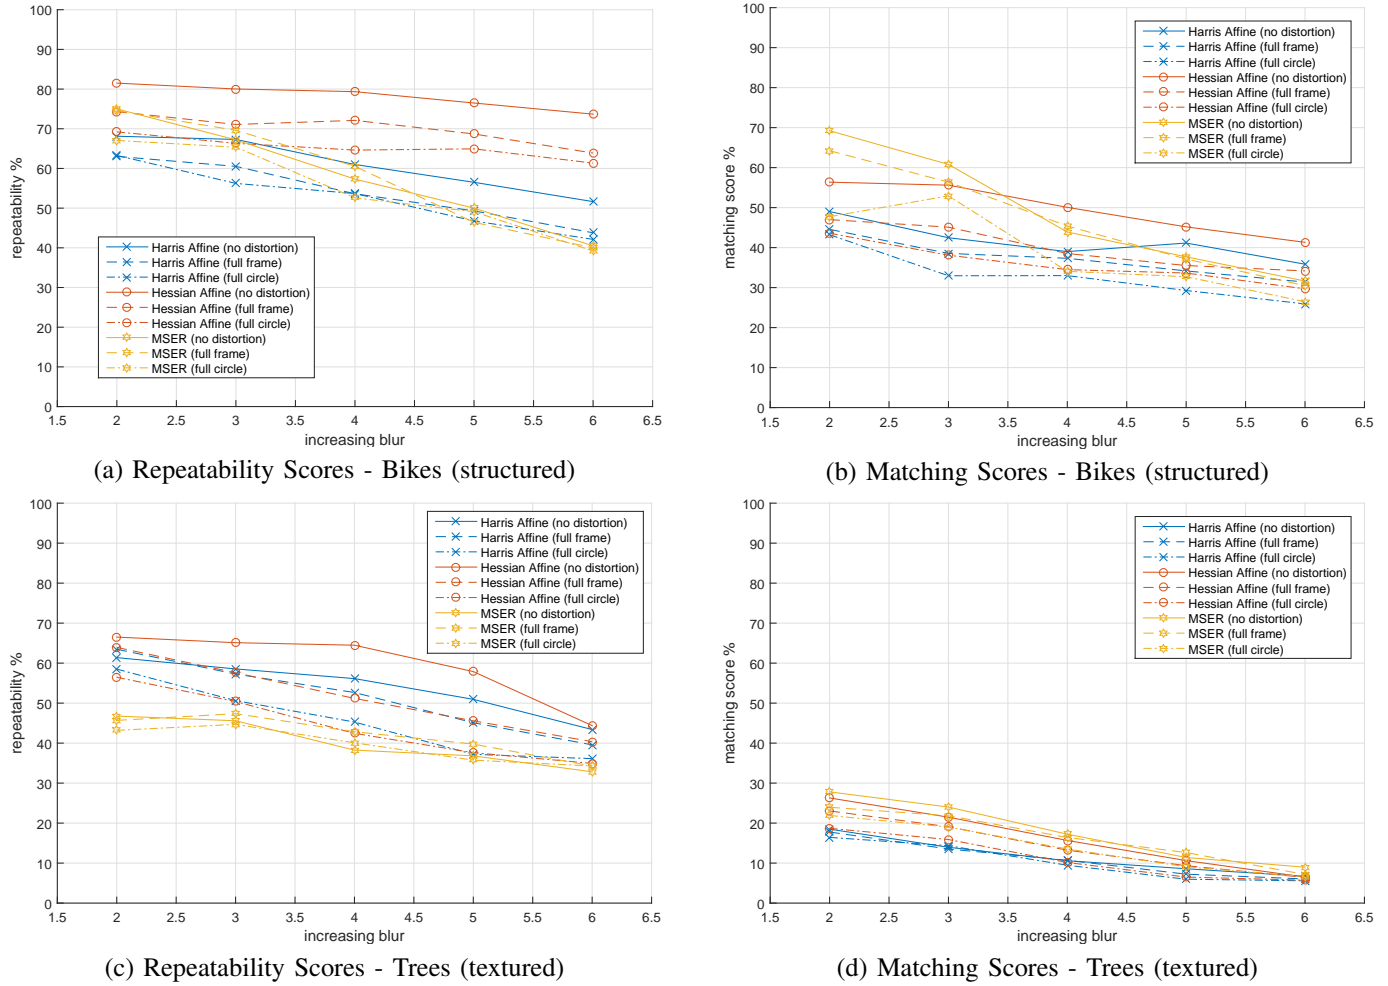 100
90
80
70
60
50
40
30
20
10
0
repeatability %
Harris Affine (no distortion)
Harris Affine (full frame)
Harris Affine (full circle)
Hessian Affine (no distortion)
Hessian Affine (full frame)
Hessian Affine (full circle)
MSER (no distortion)
MSER (full frame)
MSER (full circle)
1.5 2 2.5 3 3.5 4 4.5 5 5.5 6 6.5
increasing blur
(a) Repeatability Scores - Bikes (structured)
100
90
80
70
60
50
40
30
20
10
0
matching score %
Harris Affine (no distortion)
Harris Affine (full frame)
Harris Affine (full circle)
Hessian Affine (no distortion)
Hessian Affine (full frame)
Hessian Affine (full circle)
MSER (no distortion)
MSER (full frame)
MSER (full circle)
1.5 2 2.5 3 3.5 4 4.5 5 5.5 6 6.5
increasing blur
(b) Matching Scores - Bikes (structured)
100
90
80
70
60
50
40
30
20
10
0
repeatability %
Harris Affine (no distortion)
Harris Affine (full frame)
Harris Affine (full circle)
Hessian Affine (no distortion)
Hessian Affine (full frame)
Hessian Affine (full circle)
MSER (no distortion)
MSER (full frame)
MSER (full circle)
1.5 2 2.5 3 3.5 4 4.5 5 5.5 6 6.5
increasing blur
(c) Repeatability Scores - Trees (textured)
100
90
80
70
60
50
40
30
20
10
0
matching score %
Harris Affine (no distortion)
Harris Affine (full frame)
Harris Affine (full circle)
Hessian Affine (no distortion)
Hessian Affine (full frame)
Hessian Affine (full circle)
MSER (no distortion)
MSER (full frame)
MSER (full circle)
1.5 2 2.5 3 3.5 4 4.5 5 5.5 6 6.5
increasing blur
(d) Matching Scores - Trees (textured)